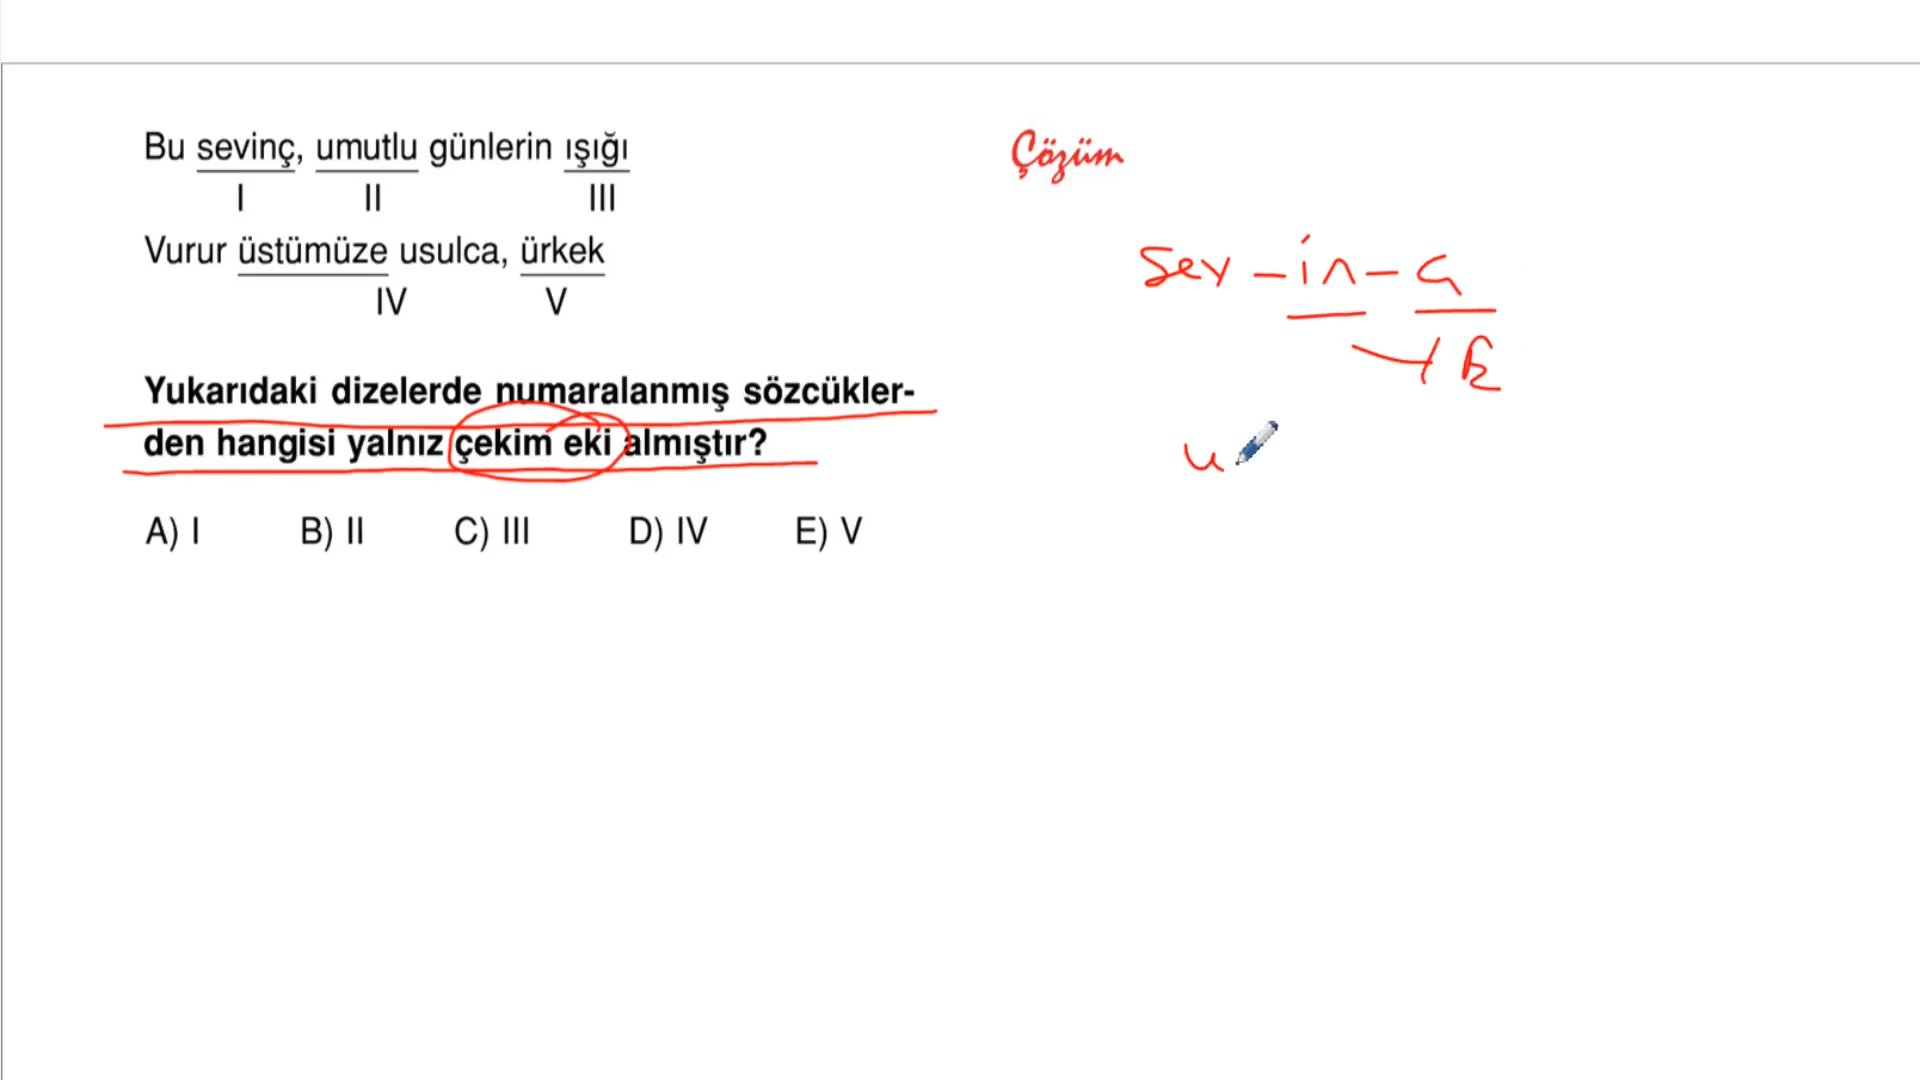 Bu sevinç, umutlu günlerin ışığı
I II III
Vurur üstümüze usulca, ürkek
IV V
Yukarıdaki dizelerde numaralanmış sözcükler-
den hangisi yalnız çekim eki almıştır?
A) I B) II C) III D) IV E) V
Çözüm
Sev - in - ç
u